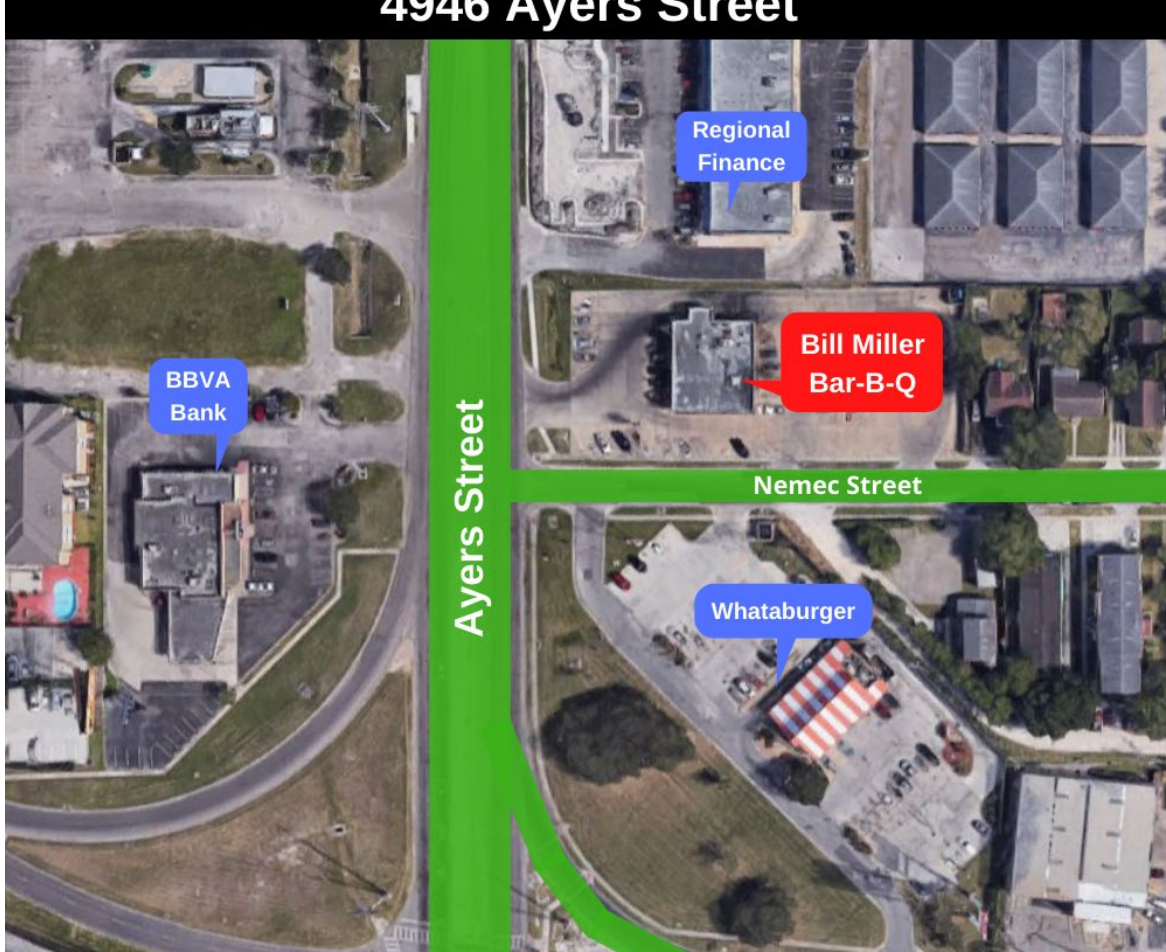 4946 Ayers Street
Regional
Finance
Bill Miller
Bar-B-Q
BBVA
Bank
Ayers Street
Nemec Street
Whataburger